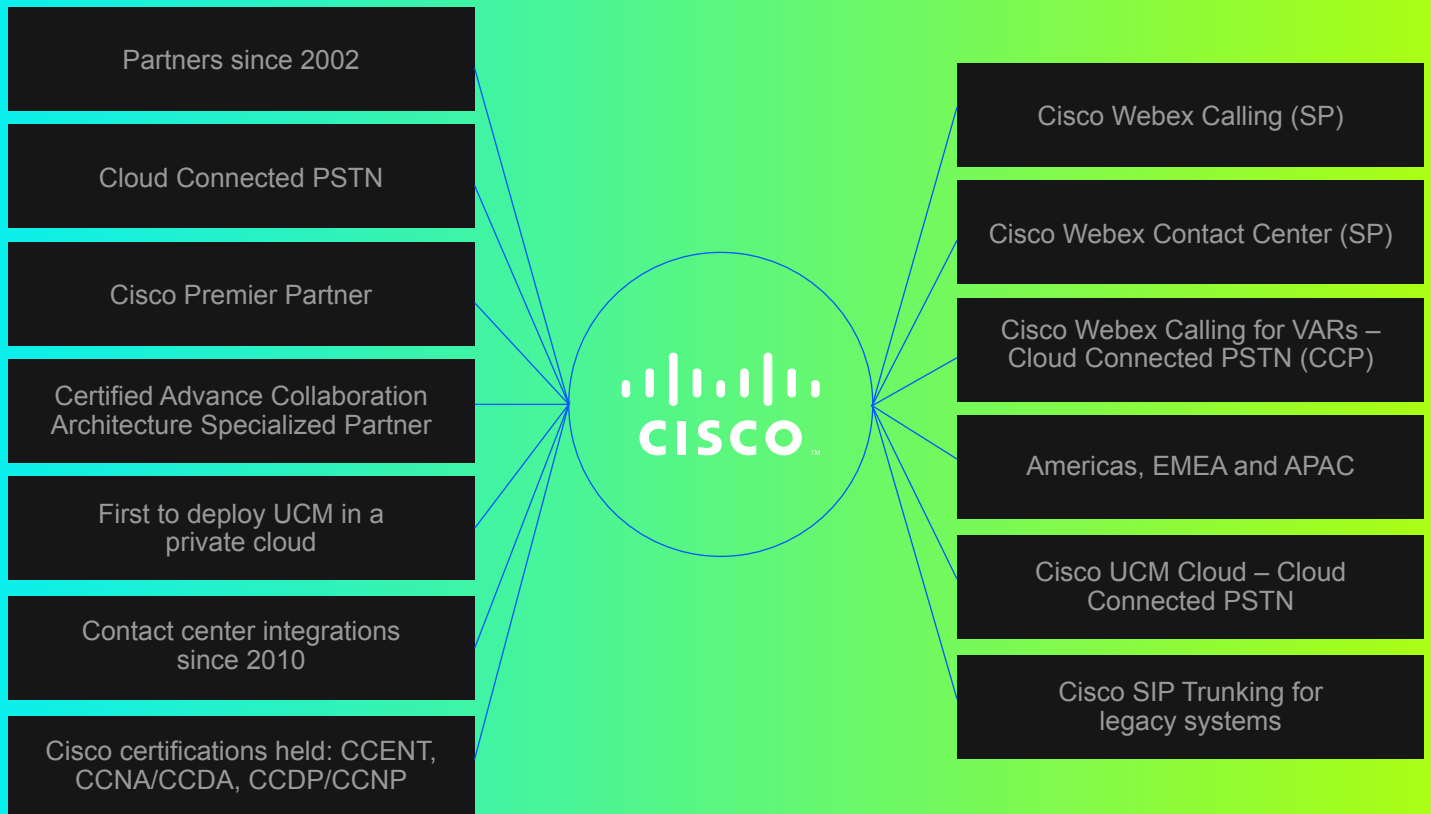 Partners since 2002
Cloud Connected PSTN
Cisco Premier Partner
Certified Advance Collaboration
Architecture Specialized Partner
First to deploy UCM in a
private cloud
Contact center integrations
since 2010
Cisco certifications held: CCENT,
CCNA/CCDA, CCDP/CCNP
CISCO
TM
Cisco Webex Calling (SP)
Cisco Webex Contact Center (SP)
Cisco Webex Calling for VARs –
Cloud Connected PSTN (CCP)
Americas, EMEA and APAC
Cisco UCM Cloud – Cloud
Connected PSTN
Cisco SIP Trunking for
legacy systems